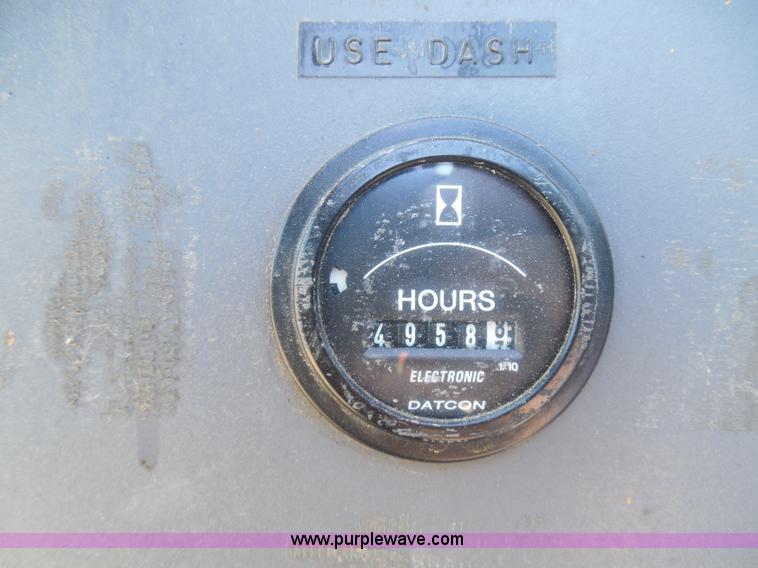 USE DASH
HOURS
4958
1/10
ELECTRONIC
DATCON
www.purplewave.com